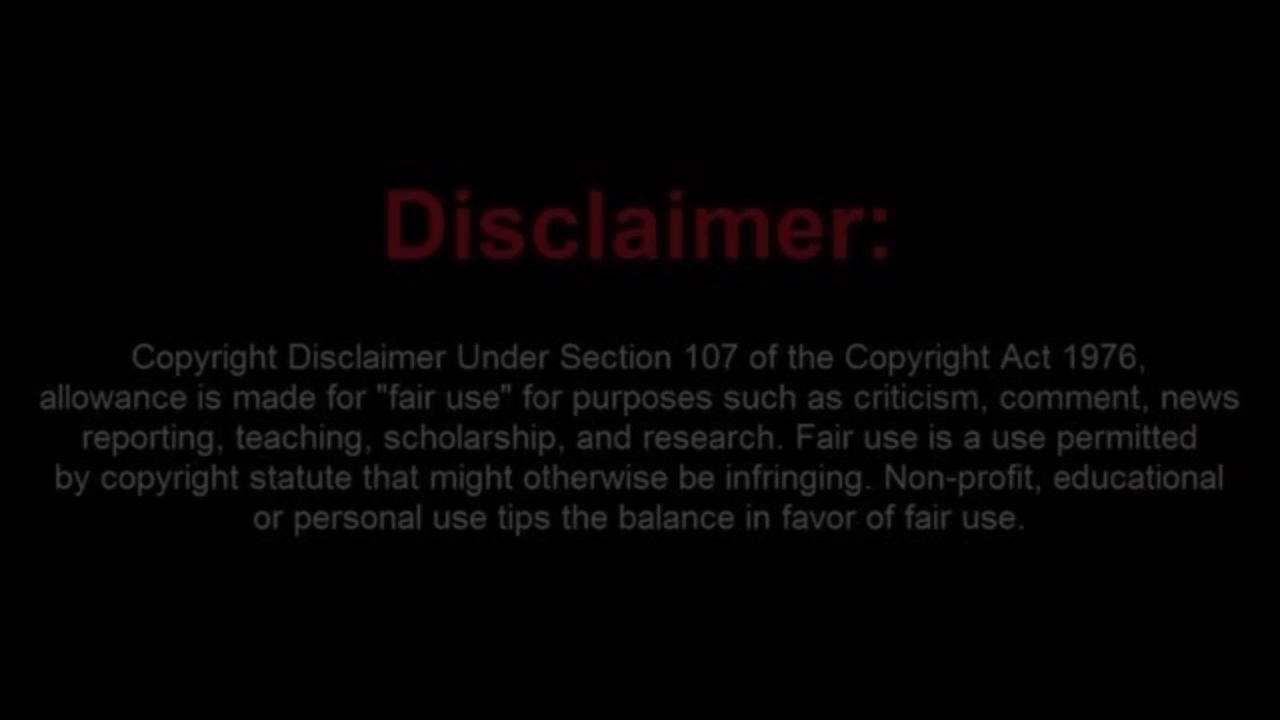 Disclaimer:
Copyright Disclaimer Under Section 107 of the Copyright Act 1976,
allowance is made for "fair use" for purposes such as criticism, comment, news
reporting, teaching, scholarship, and research. Fair use is a use permitted
by copyright statute that might otherwise be infringing. Non-profit, educational
or personal use tips the balance in favor of fair use.